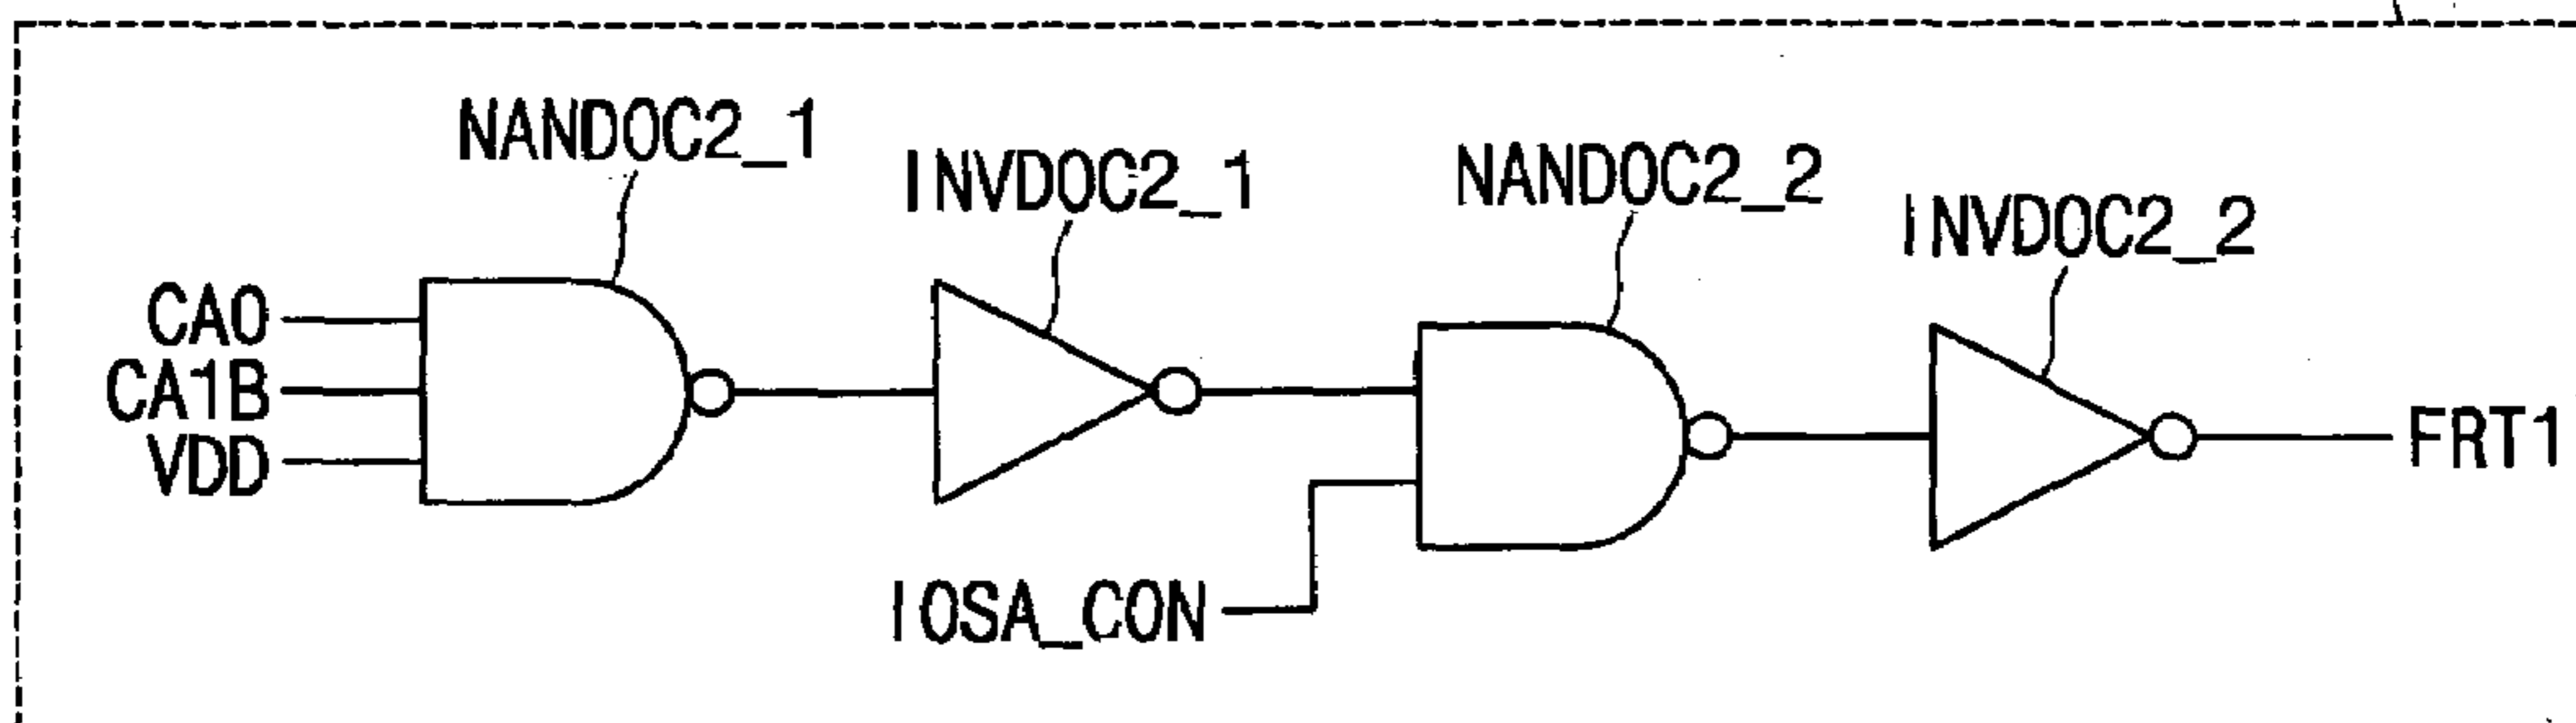 NANDOC2_1
INVDOC2_1
NANDOC2_2
INVDOC2_2
CA0
CA1B
VDD
IOSA_CON
FRT1